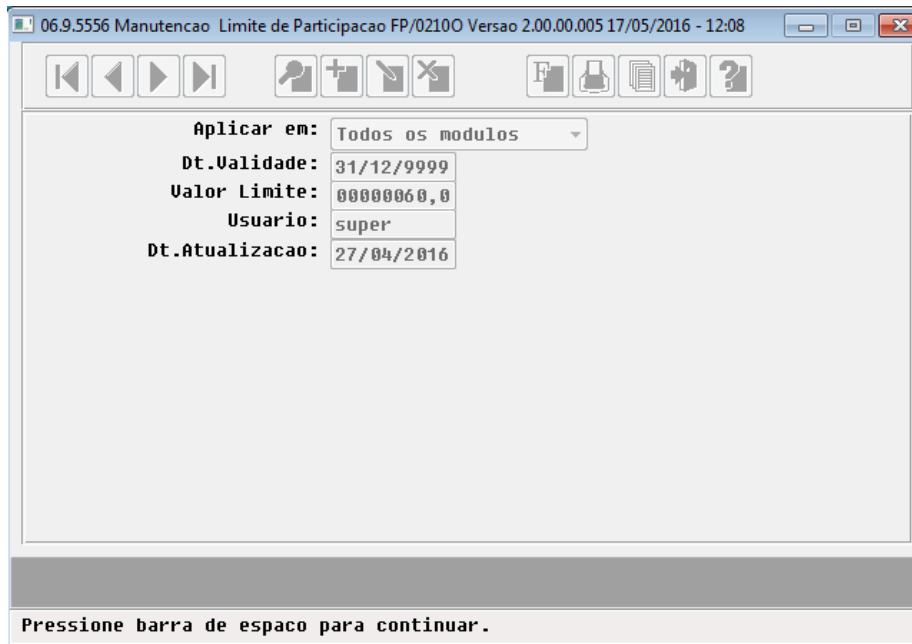 06.9.5556 Manutencao Limite de Participacao FP/0210O Versao 2.00.00.005 17/05/2016 - 12:08
F
?
Aplicar em: Todos os modulos
Dt.Validade: 31/12/9999
Valor Limite: 00000060,0
Usuario: super
Dt.Atualizacao: 27/04/2016
Pressione barra de espaco para continuar.